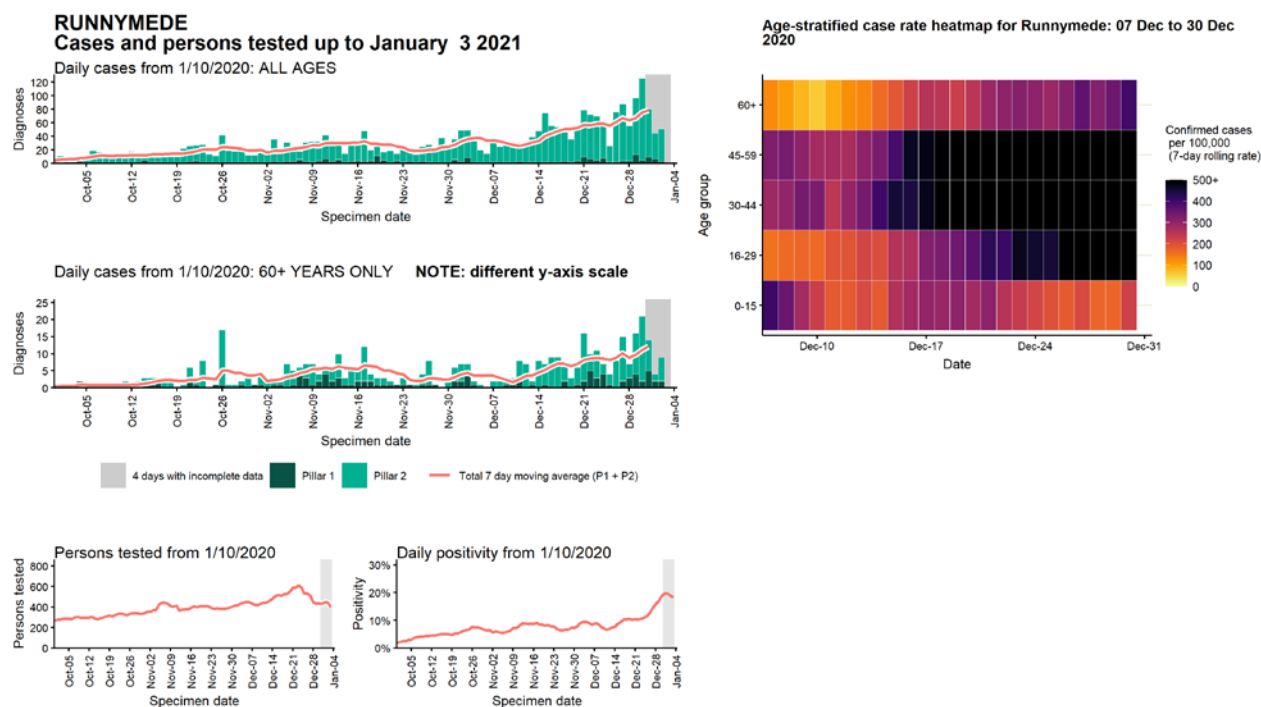 RUNNYMEDE
Cases and persons tested up to January 3 2021
Daily cases from 1/10/2020: ALL AGES
Diagnoses
120
100
80
60
40
20
0
Oct-05
Oct-12
Oct-19
Oct-26
Nov-02
Nov-09
Nov-16
Nov-23
Nov-30
Dec-07
Dec-14
Dec-21
Dec-28
Jan-04
Specimen date
Daily cases from 1/10/2020: 60+ YEARS ONLY NOTE: different y-axis scale
Diagnoses
25
20
15
10
5
0
Oct-05
Oct-12
Oct-19
Oct-26
Nov-02
Nov-09
Nov-16
Nov-23
Nov-30
Dec-07
Dec-14
Dec-21
Dec-28
Jan-04
Specimen date
4 days with incomplete data
Pillar 1
Pillar 2
Total 7 day moving average (P1 + P2)
Persons tested from 1/10/2020
Persons tested
800
600
400
200
0
Oct-05
Oct-12
Oct-19
Oct-26
Nov-02
Nov-09
Nov-16
Nov-23
Nov-30
Dec-07
Dec-14
Dec-21
Dec-28
Jan-04
Specimen date
Daily positivity from 1/10/2020
Positivity
30%
20%
10%
0%
Oct-05
Oct-12
Oct-19
Oct-26
Nov-02
Nov-09
Nov-16
Nov-23
Nov-30
Dec-07
Dec-14
Dec-21
Dec-28
Jan-04
Specimen date
Age-stratified case rate heatmap for Runnymede: 07 Dec to 30 Dec
2020
Age group
60+
45-59
30-44
16-29
0-15
Dec-10
Dec-17
Dec-24
Dec-31
Date
Confirmed cases
per 100,000
(7-day rolling rate)
500+
400
300
200
100
0